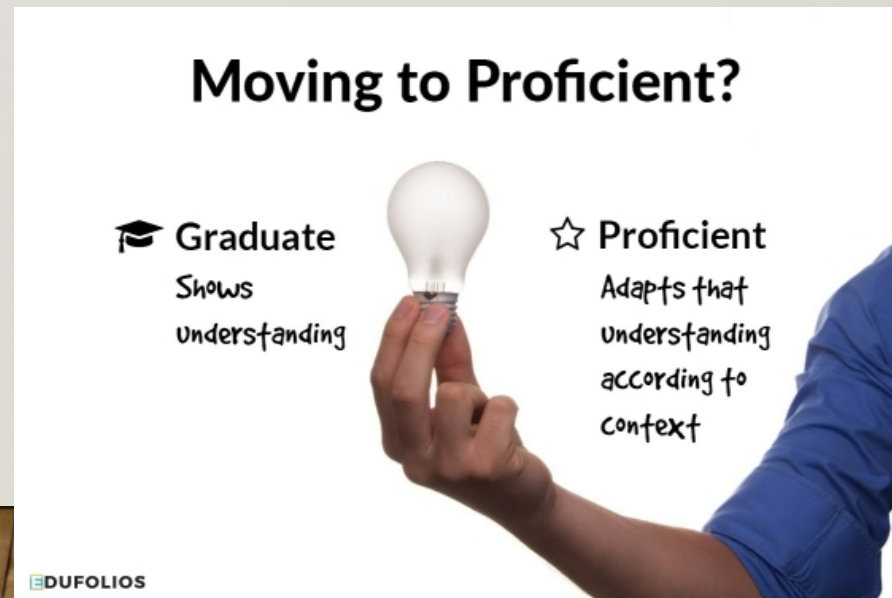 Moving to Proficient?
Graduate
Shows
understanding
Proficient
Adapts that
understanding
according to
context
EDUFOLIOS